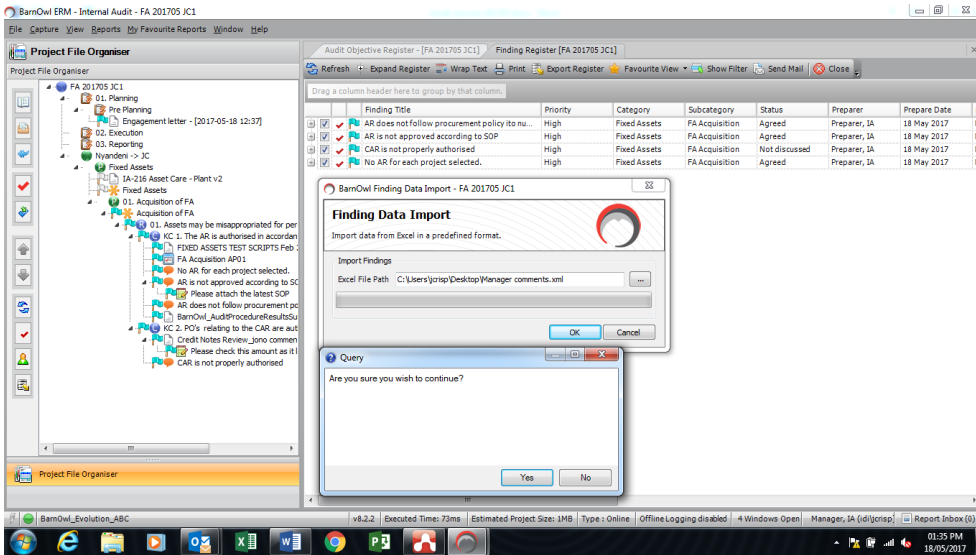 BarnOwl ERM - Internal Audit - FA 201705 JC1
File Capture View Reports My Favourite Reports Window Help
Project File Organiser
Project File Organiser
FA 201705 JC1
01. Planning
Pre Planning
Engagement letter - [2017-05-18 12:37]
02. Execution
03. Reporting
Nyandeni -> JC
Fixed Assets
IA-216 Asset Care - Plant v2
Fixed Assets
01. Acquisition of FA
Acquisition of FA
01. Assets may be misappropriated for per
KC 1. The AR is authorised in accordan
FIXED ASSETS TEST SCRIPTS Feb 2
FA Acquisition AP01
No AR for each project selected.
AR is not approved according to SO
Please attach the latest SOP
AR does not follow procurement po
BarnOwl_AuditProcedureResultsSu
KC 2. PO's relating to the CAR are aut
Credit Notes Review_jono commen
Please check this amount as it l
CAR is not properly authorised
Project File Organiser
Audit Objective Register - [FA 201705 JC1] Finding Register [FA 201705 JC1]
Refresh Expand Register Wrap Text Print Export Register Favourite View Show Filter Send Mail Close
Drag a column header here to group by that column.
Finding Title Priority Category Subcategory Status Preparer Prepare Date
AR does not follow procurement policy ito nu... High Fixed Assets FA Acquisition Agreed Preparer, IA 18 May 2017
AR is not approved according to SOP High Fixed Assets FA Acquisition Agreed Preparer, IA 18 May 2017
CAR is not properly authorised High Fixed Assets FA Acquisition Not discussed Preparer, IA 18 May 2017
No AR for each project selected. High Fixed Assets FA Acquisition Agreed Preparer, IA 18 May 2017
BarnOwl Finding Data Import - FA 201705 JC1
Finding Data Import
Import data from Excel in a predefined format.
Import Findings
Excel File Path C:\Users\jcrisp\Desktop\Manager comments.xml ...
OK Cancel
Query
Are you sure you wish to continue?
Yes No
BarnOwl_Evolution_ABC v8.2.2 Executed Time: 73ms Estimated Project Size: 1MB Type : Online OfflineLogging disabled 4 Windows Open Manager, IA (idi\jcrisp) Report Inbox (0)
01:35 PM
18/05/2017